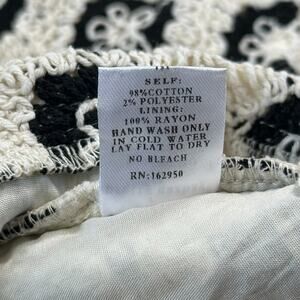 SELF:
98%COTTON
2% POLYESTER
LINING:
100% RAYON
HAND WASH ONLY
IN COLD WATER
LAY FLAT TO DRY
NO BLEACH
RN:162950